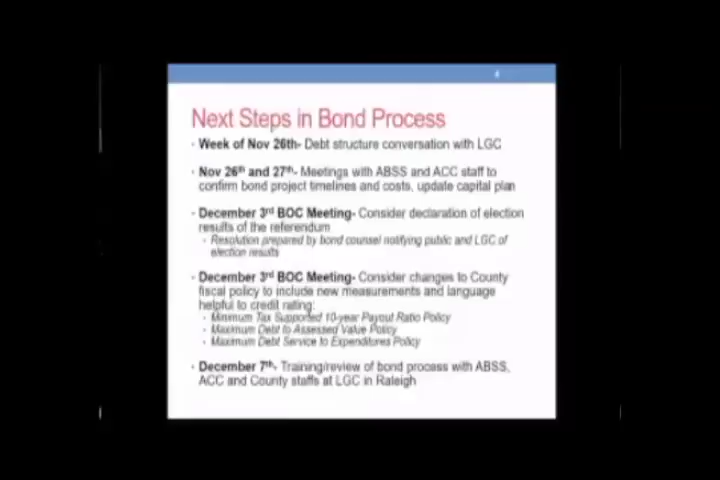 4
Next Steps in Bond Process
· Week of Nov 26th- Debt structure conversation with LGC
· Nov 26th and 27th- Meetings with ABSS and ACC staff to
confirm bond project timelines and costs, update capital plan
· December 3rd BOC Meeting- Consider declaration of election
results of the referendum
· Resolution prepared by bond counsel notifying public and LGC of
election results
· December 3rd BOC Meeting- Consider changes to County
fiscal policy to include new measurements and language
helpful to credit rating:
· Minimum Tax Supported 10-year Payout Ratio Policy
· Maximum Debt to Assessed Value Policy
· Maximum Debt Service to Expenditures Policy
· December 7th- Training/review of bond process with ABSS,
ACC and County staffs at LGC in Raleigh